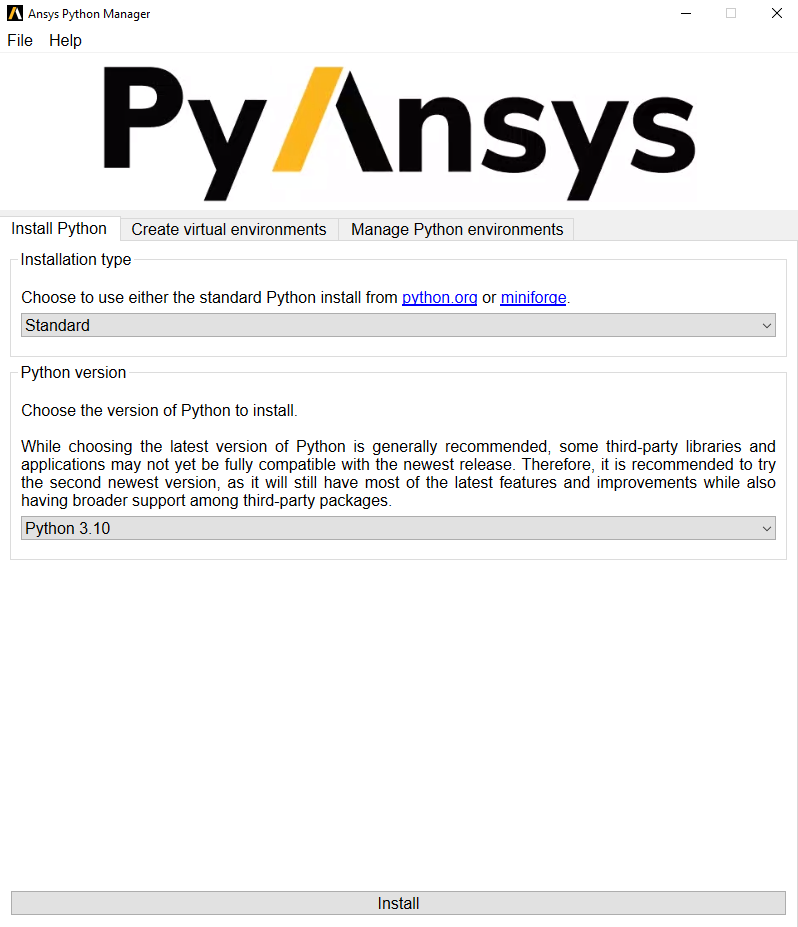 Ansys Python Manager
File Help
PyAnsys
Install Python Create virtual environments Manage Python environments
Installation type
Choose to use either the standard Python install from python.org or miniforge.
Standard
Python version
Choose the version of Python to install.
While choosing the latest version of Python is generally recommended, some third-party libraries and
applications may not yet be fully compatible with the newest release. Therefore, it is recommended to try
the second newest version, as it will still have most of the latest features and improvements while also
having broader support among third-party packages.
Python 3.10
Install